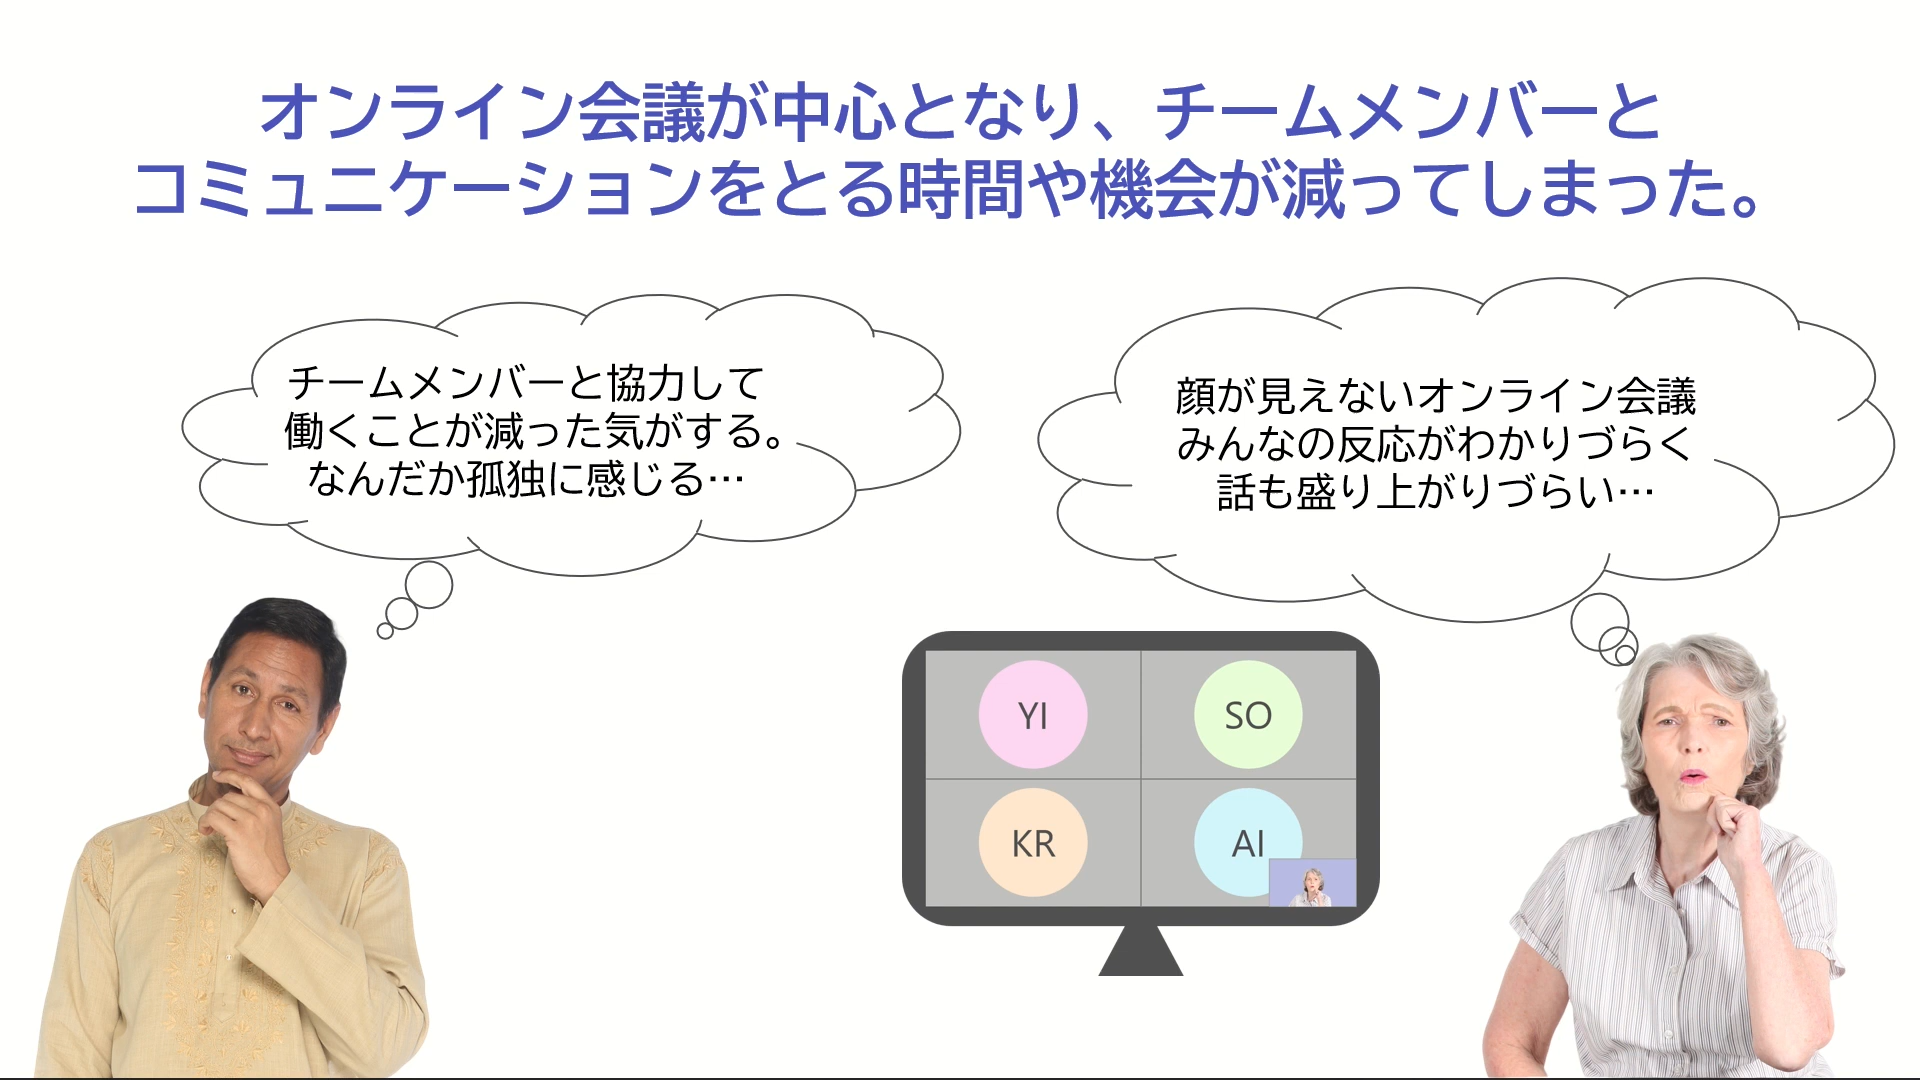 オンライン会議が中心となり、チームメンバーと
コミュニケーションをとる時間や機会が減ってしまった。
チームメンバーと協力して
働くことが減った気がする。
なんだか孤独に感じる…
顔が見えないオンライン会議
みんなの反応がわかりづらく
話も盛り上がりづらい…
YI
SO
KR
AI